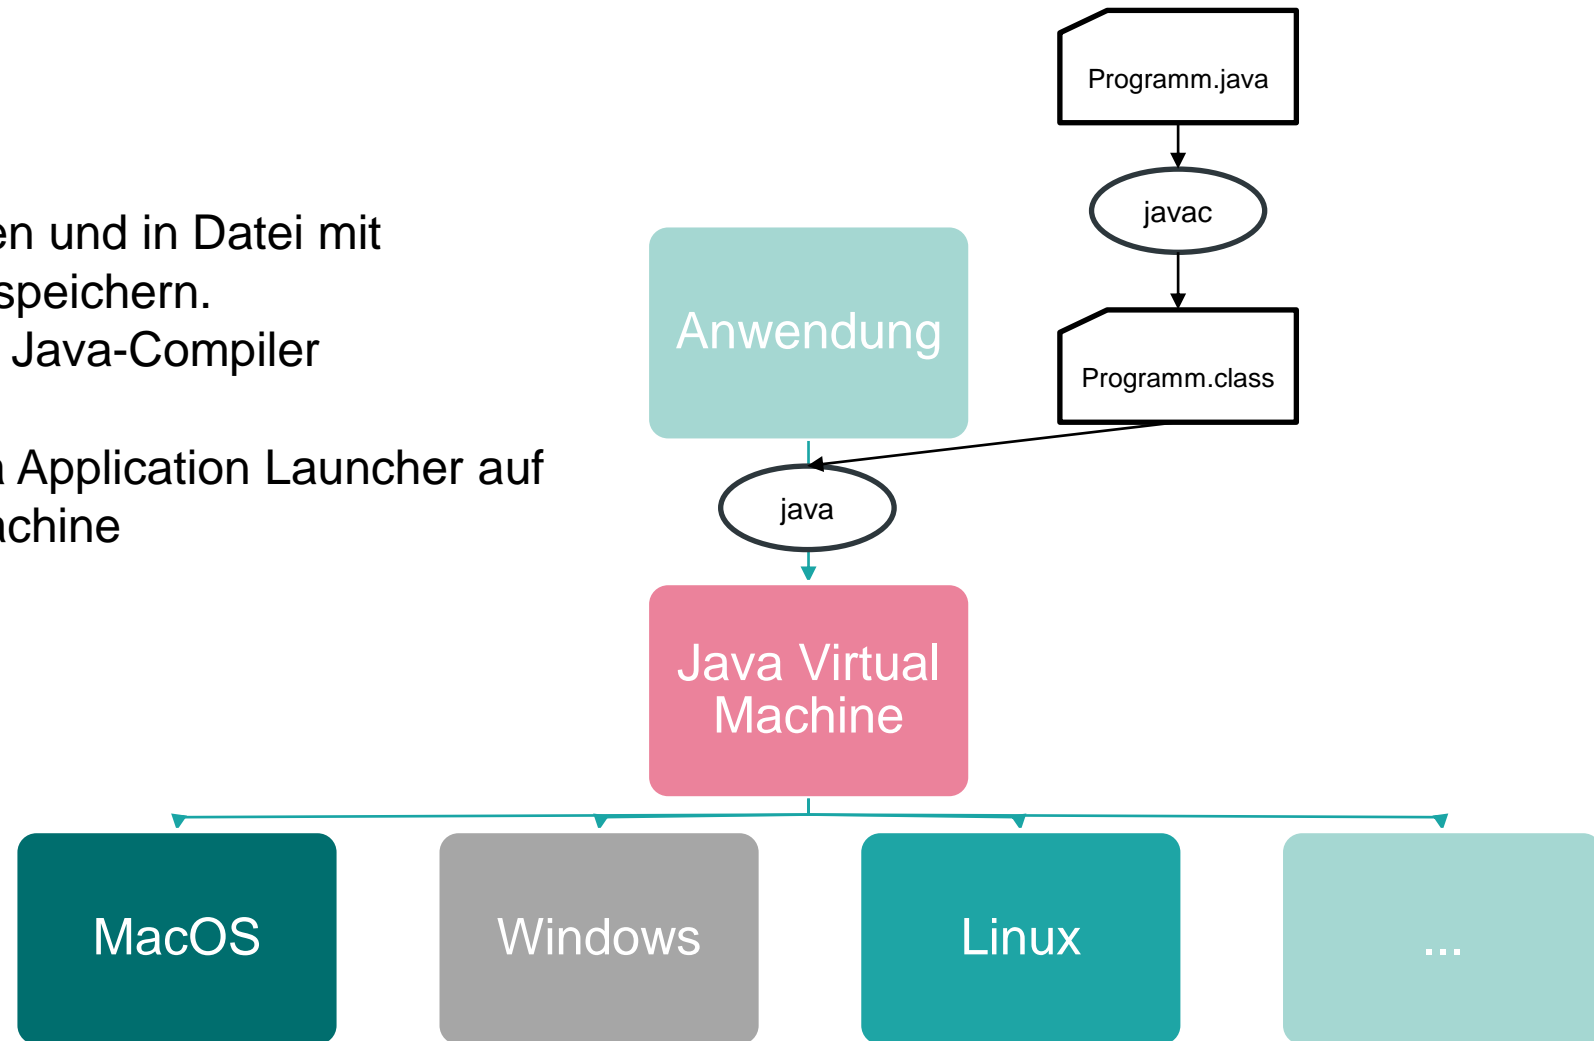 Programm.java
javac
Programm.class
en und in Datei mit
speichern.
Java-Compiler
Application Launcher auf
achine
Anwendung
java
Java Virtual
Machine
MacOS
Windows
Linux
...